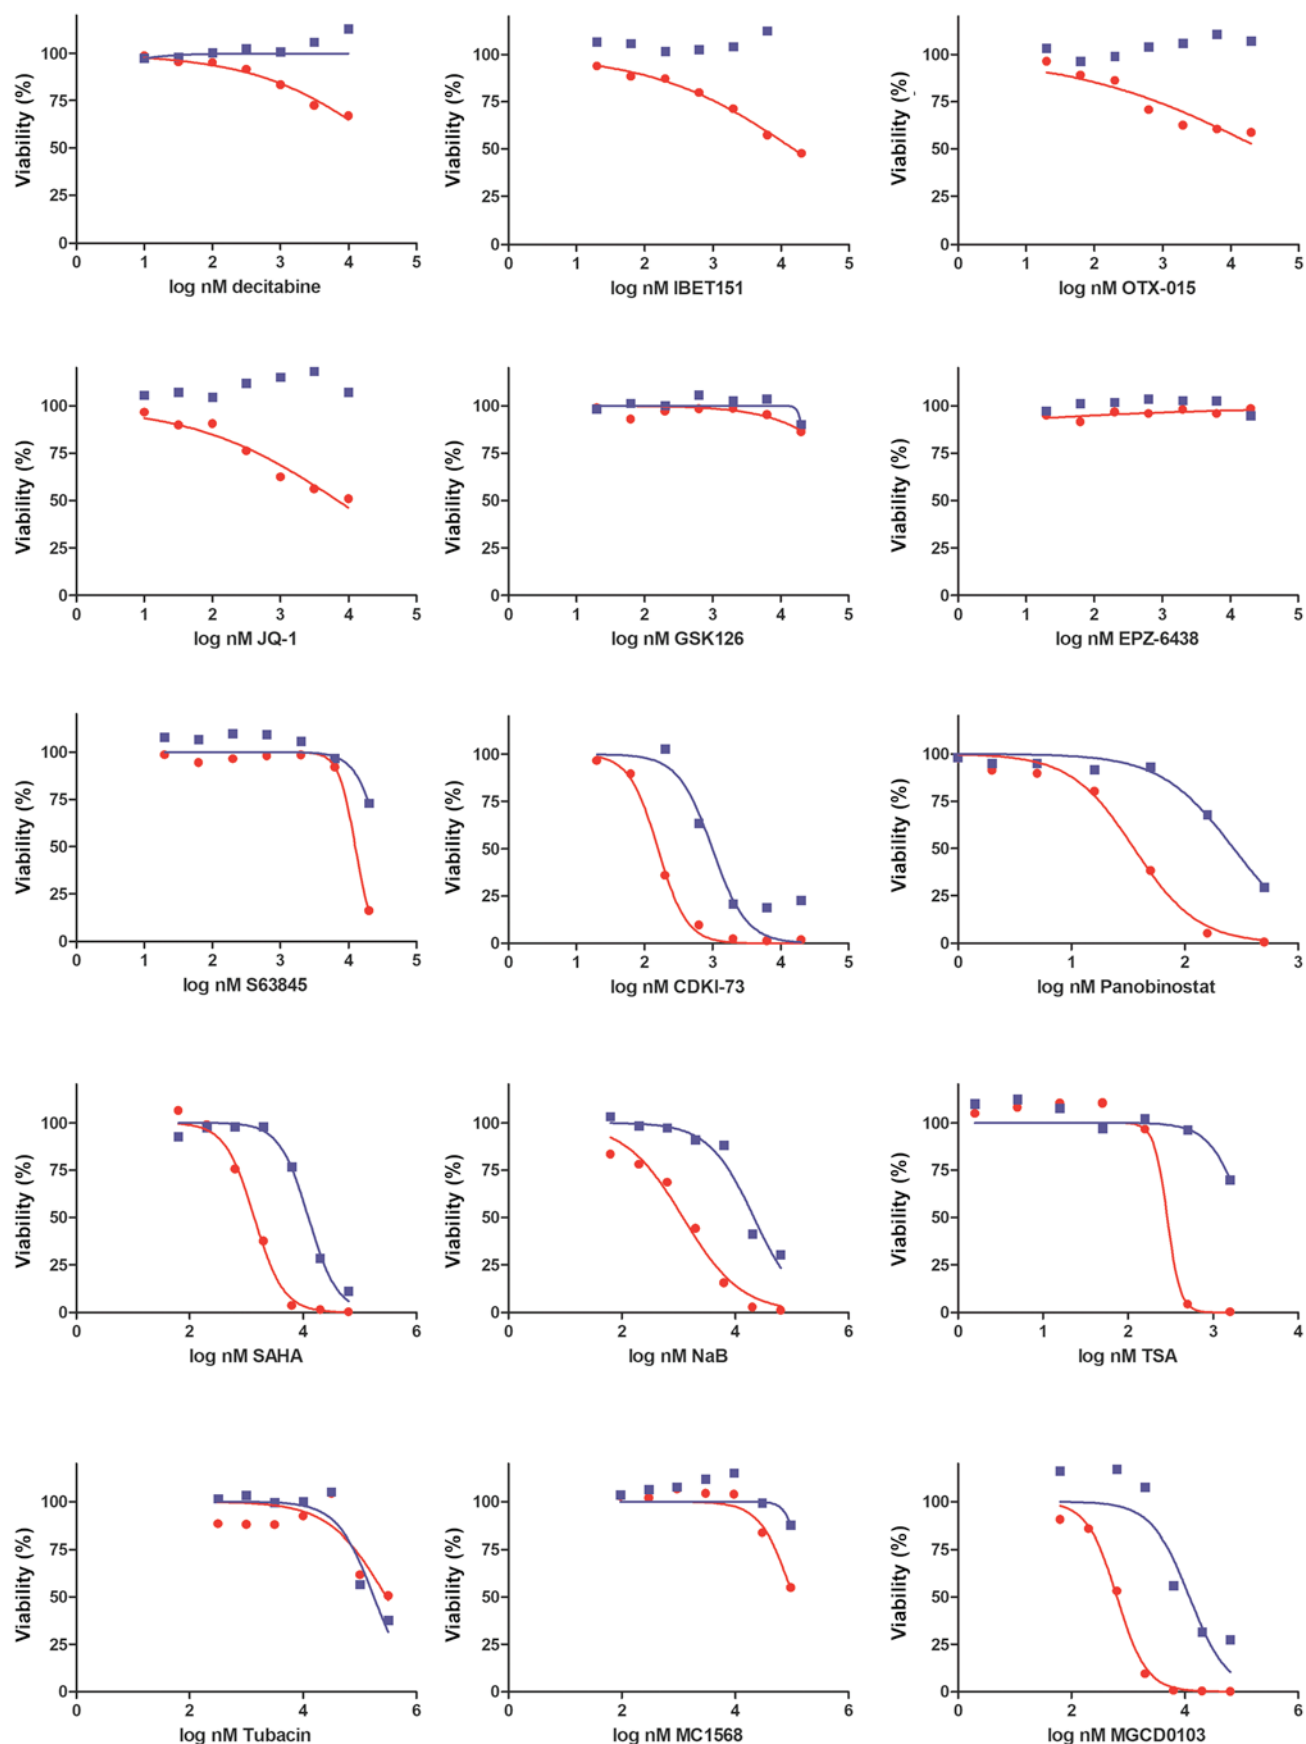 Viability (%)
100
75
50
25
0
0 1 2 3 4 5
log nM decitabine
Viability (%)
100
75
50
25
0
0 1 2 3 4 5
log nM IBET151
Viability (%)
100
75
50
25
0
0 1 2 3 4 5
log nM OTX-015
Viability (%)
100
75
50
25
0
0 1 2 3 4 5
log nM JQ-1
Viability (%)
100
75
50
25
0
0 1 2 3 4 5
log nM GSK126
Viability (%)
100
75
50
25
0
0 1 2 3 4 5
log nM EPZ-6438
Viability (%)
100
75
50
25
0
0 1 2 3 4 5
log nM S63845
Viability (%)
100
75
50
25
0
0 1 2 3 4 5
log nM CDKI-73
Viability (%)
100
75
50
25
0
1 2 3
log nM Panobinostat
Viability (%)
100
75
50
25
0
2 4 6
log nM SAHA
Viability (%)
100
75
50
25
0
2 4 6
log nM NaB
Viability (%)
100
75
50
25
0
0 1 2 3 4
log nM TSA
Viability (%)
100
75
50
25
0
2 4 6
log nM Tubacin
Viability (%)
100
75
50
25
0
2 4 6
log nM MC1568
Viability (%)
100
75
50
25
0
2 4 6
log nM MGCD0103